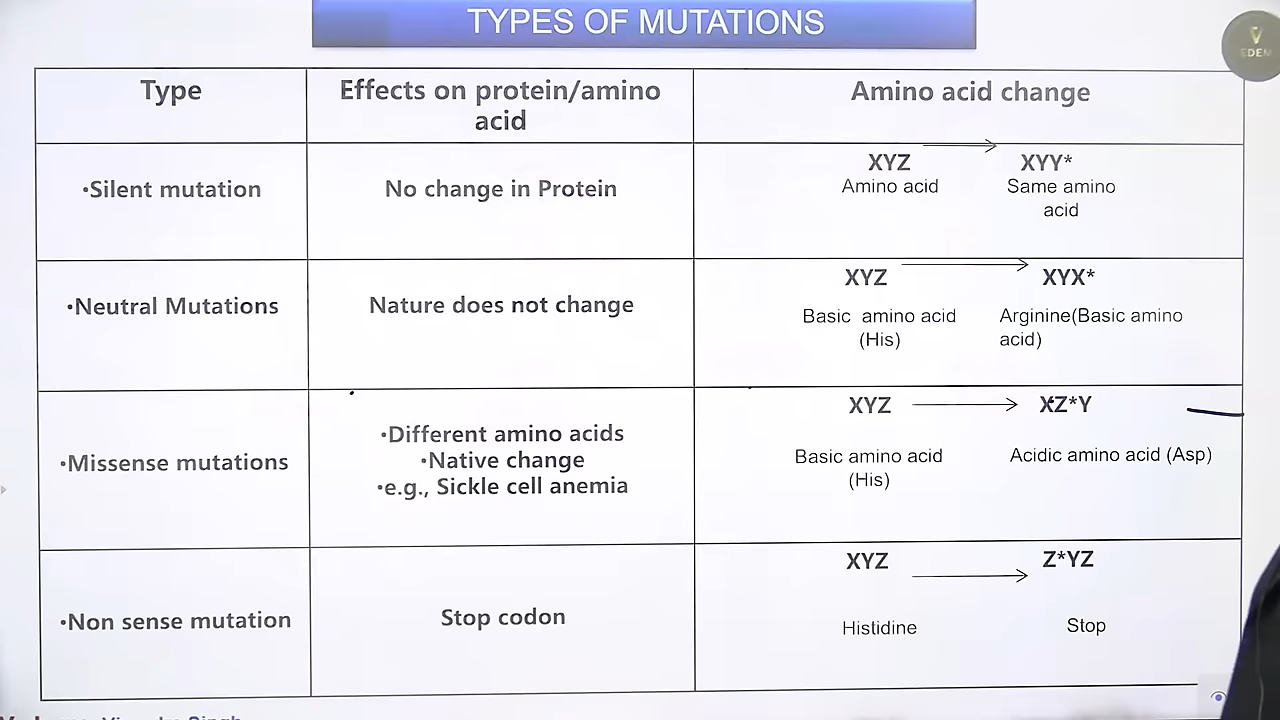 TYPES OF MUTATIONS
EDEN
Type
Effects on protein/amino
acid
Amino acid change
•Silent mutation
No change in Protein
XYZ XYY*
Amino acid Same amino
acid
•Neutral Mutations
Nature does not change
XYZ XYX*
Basic amino acid Arginine(Basic amino
(His) acid)
•Missense mutations
•Different amino acids
•Native change
•e.g., Sickle cell anemia
XYZ XZ*Y
Basic amino acid Acidic amino acid (Asp)
(His)
•Non sense mutation
Stop codon
XYZ Z*YZ
Histidine Stop